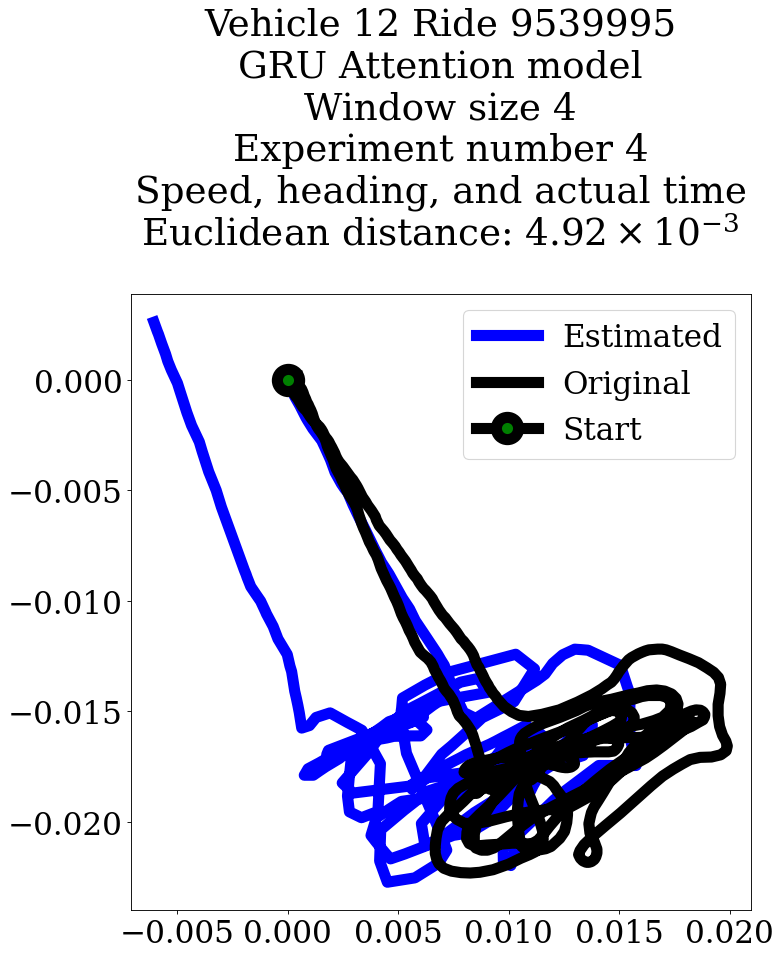 Vehicle 12 Ride 9539995
GRU Attention model
Window size 4
Experiment number 4
Speed, heading, and actual time
Euclidean distance: 4.92 × 10⁻³
Estimated
Original
Start
0.000
−0.005
−0.010
−0.015
−0.020
−0.005 0.000 0.005 0.010 0.015 0.020